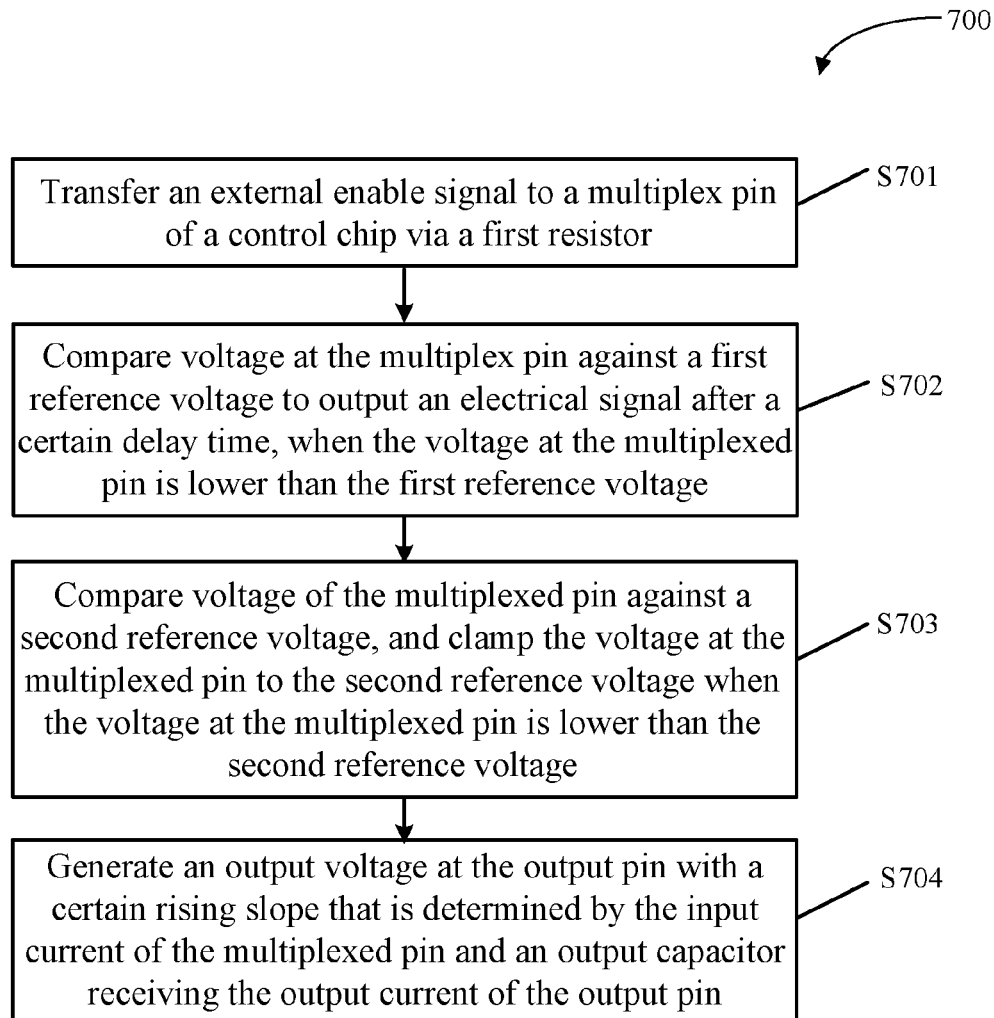 700
Transfer an external enable signal to a multiplex pin
of a control chip via a first resistor
S701
Compare voltage at the multiplex pin against a first
reference voltage to output an electrical signal after a
certain delay time, when the voltage at the multiplexed
pin is lower than the first reference voltage
S702
Compare voltage of the multiplexed pin against a
second reference voltage, and clamp the voltage at the
multiplexed pin to the second reference voltage when
the voltage at the multiplexed pin is lower than the
second reference voltage
S703
Generate an output voltage at the output pin with a
certain rising slope that is determined by the input
current of the multiplexed pin and an output capacitor
receiving the output current of the output pin
S704